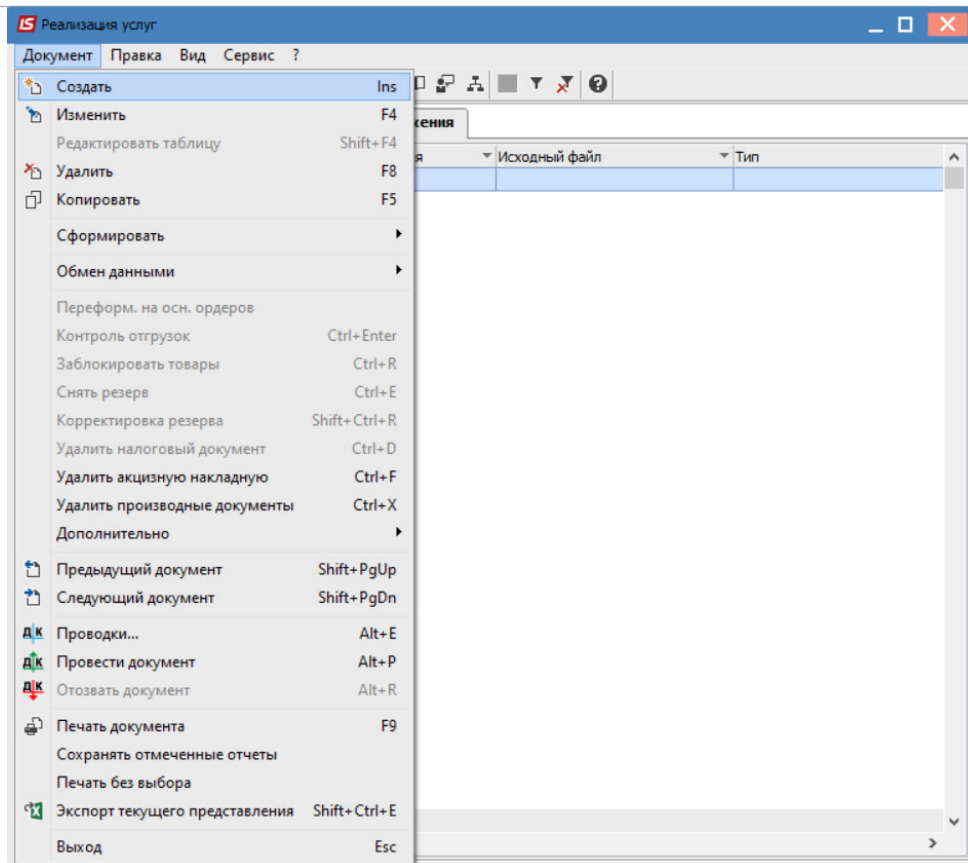 Реализация услуг
Документ Правка Вид Сервис ?
Создать Ins
Изменить F4
Редактировать таблицу Shift+F4
Удалить F8
Копировать F5
Сформировать
Обмен данными
Переформ. на осн. ордеров
Контроль отгрузок Ctrl+Enter
Заблокировать товары Ctrl+R
Снять резерв Ctrl+E
Корректировка резерва Shift+Ctrl+R
Удалить налоговый документ Ctrl+D
Удалить акцизную накладную Ctrl+F
Удалить производные документы Ctrl+X
Дополнительно
Предыдущий документ Shift+PgUp
Следующий документ Shift+PgDn
Проводки... Alt+E
Провести документ Alt+P
Отозвать документ Alt+R
Печать документа F9
Сохранять отмеченные отчеты
Печать без выбора
Экспорт текущего представления Shift+Ctrl+E
Выход Esc
жения
я Исходный файл Тип